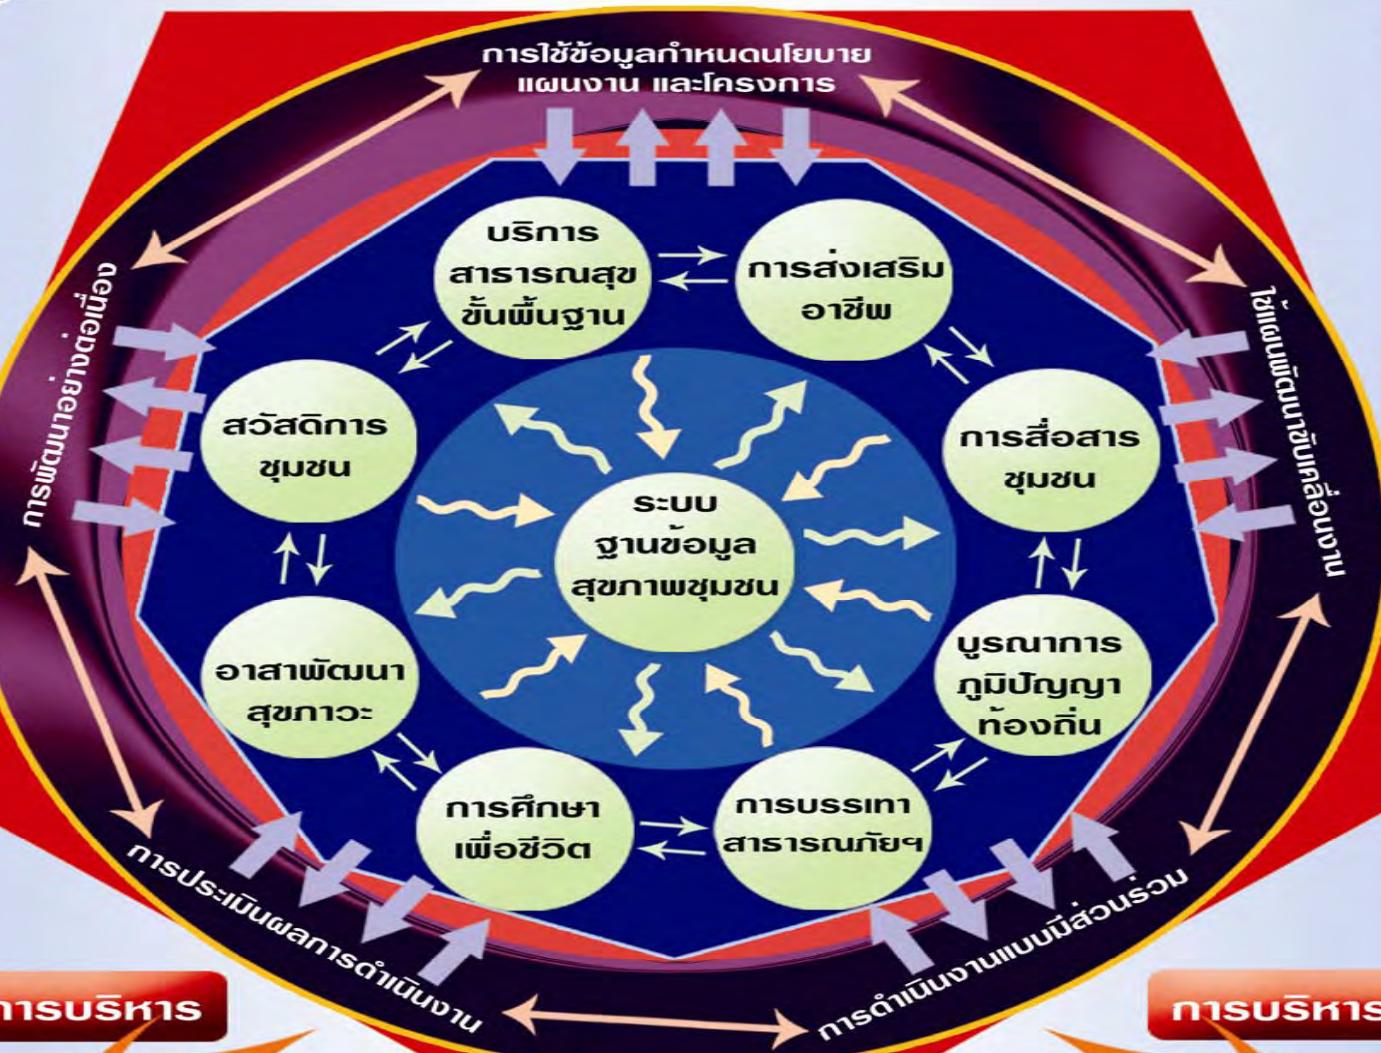 การใช้ข้อมูลกำหนดนโยบาย
แผนงาน และโครงการ
บริการ
สาธารณสุข
ขั้นพื้นฐาน
การส่งเสริม
อาชีพ
การพัฒนาอย่างต่อเนื่อง
ใช้แผนพัฒนาขับเคลื่อนงาน
สวัสดิการ
ชุมชน
การสื่อสาร
ชุมชน
ระบบ
ฐานข้อมูล
สุขภาพชุมชน
อาสาพัฒนา
สุขภาวะ
บูรณาการ
ภูมิปัญญา
ท้องถิ่น
การศึกษา
เพื่อชีวิต
การบรรเทา
สาธารณภัยฯ
การประเมินผลการดำเนินงาน
การดำเนินงานแบบมีส่วนร่วม
การบริหาร
การบริหาร